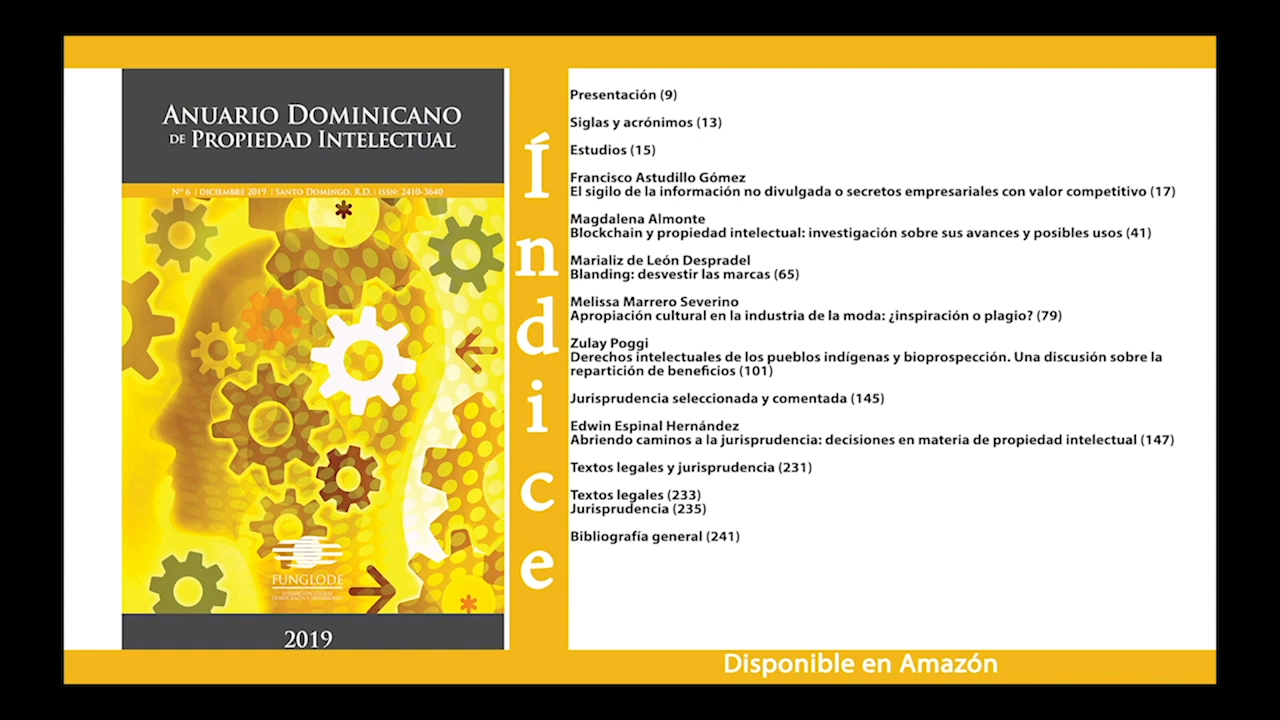 ANUARIO DOMINICANO
DE PROPIEDAD INTELECTUAL
Nº 6 | DICIEMBRE 2019 | SANTO DOMINGO, R.D. | ISSN: 2410-3640
FUNGLODE
FUNDACIÓN GLOBAL
DEMOCRACIA Y DESARROLLO
2019
Índice
Presentación (9)
Siglas y acrónimos (13)
Estudios (15)
Francisco Astudillo Gómez
El sigilo de la información no divulgada o secretos empresariales con valor competitivo (17)
Magdalena Almonte
Blockchain y propiedad intelectual: investigación sobre sus avances y posibles usos (41)
Marializ de León Despradel
Blanding: desvestir las marcas (65)
Melissa Marrero Severino
Apropiación cultural en la industria de la moda: ¿inspiración o plagio? (79)
Zulay Poggi
Derechos intelectuales de los pueblos indígenas y bioprospección. Una discusión sobre la
repartición de beneficios (101)
Jurisprudencia seleccionada y comentada (145)
Edwin Espinal Hernández
Abriendo caminos a la jurisprudencia: decisiones en materia de propiedad intelectual (147)
Textos legales y jurisprudencia (231)
Textos legales (233)
Jurisprudencia (235)
Bibliografía general (241)
Disponible en Amazón